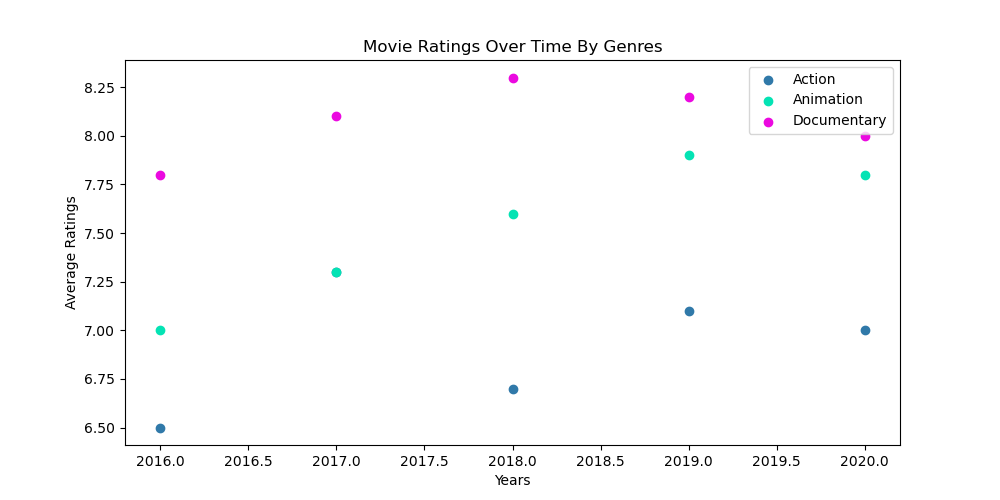 Movie Ratings Over Time By Genres
Action
Animation
Documentary
8.25
8.00
7.75
7.50
7.25
7.00
6.75
6.50
Average Ratings
2016.0 2016.5 2017.0 2017.5 2018.0 2018.5 2019.0 2019.5 2020.0
Years